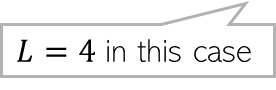 L = 4 in this case